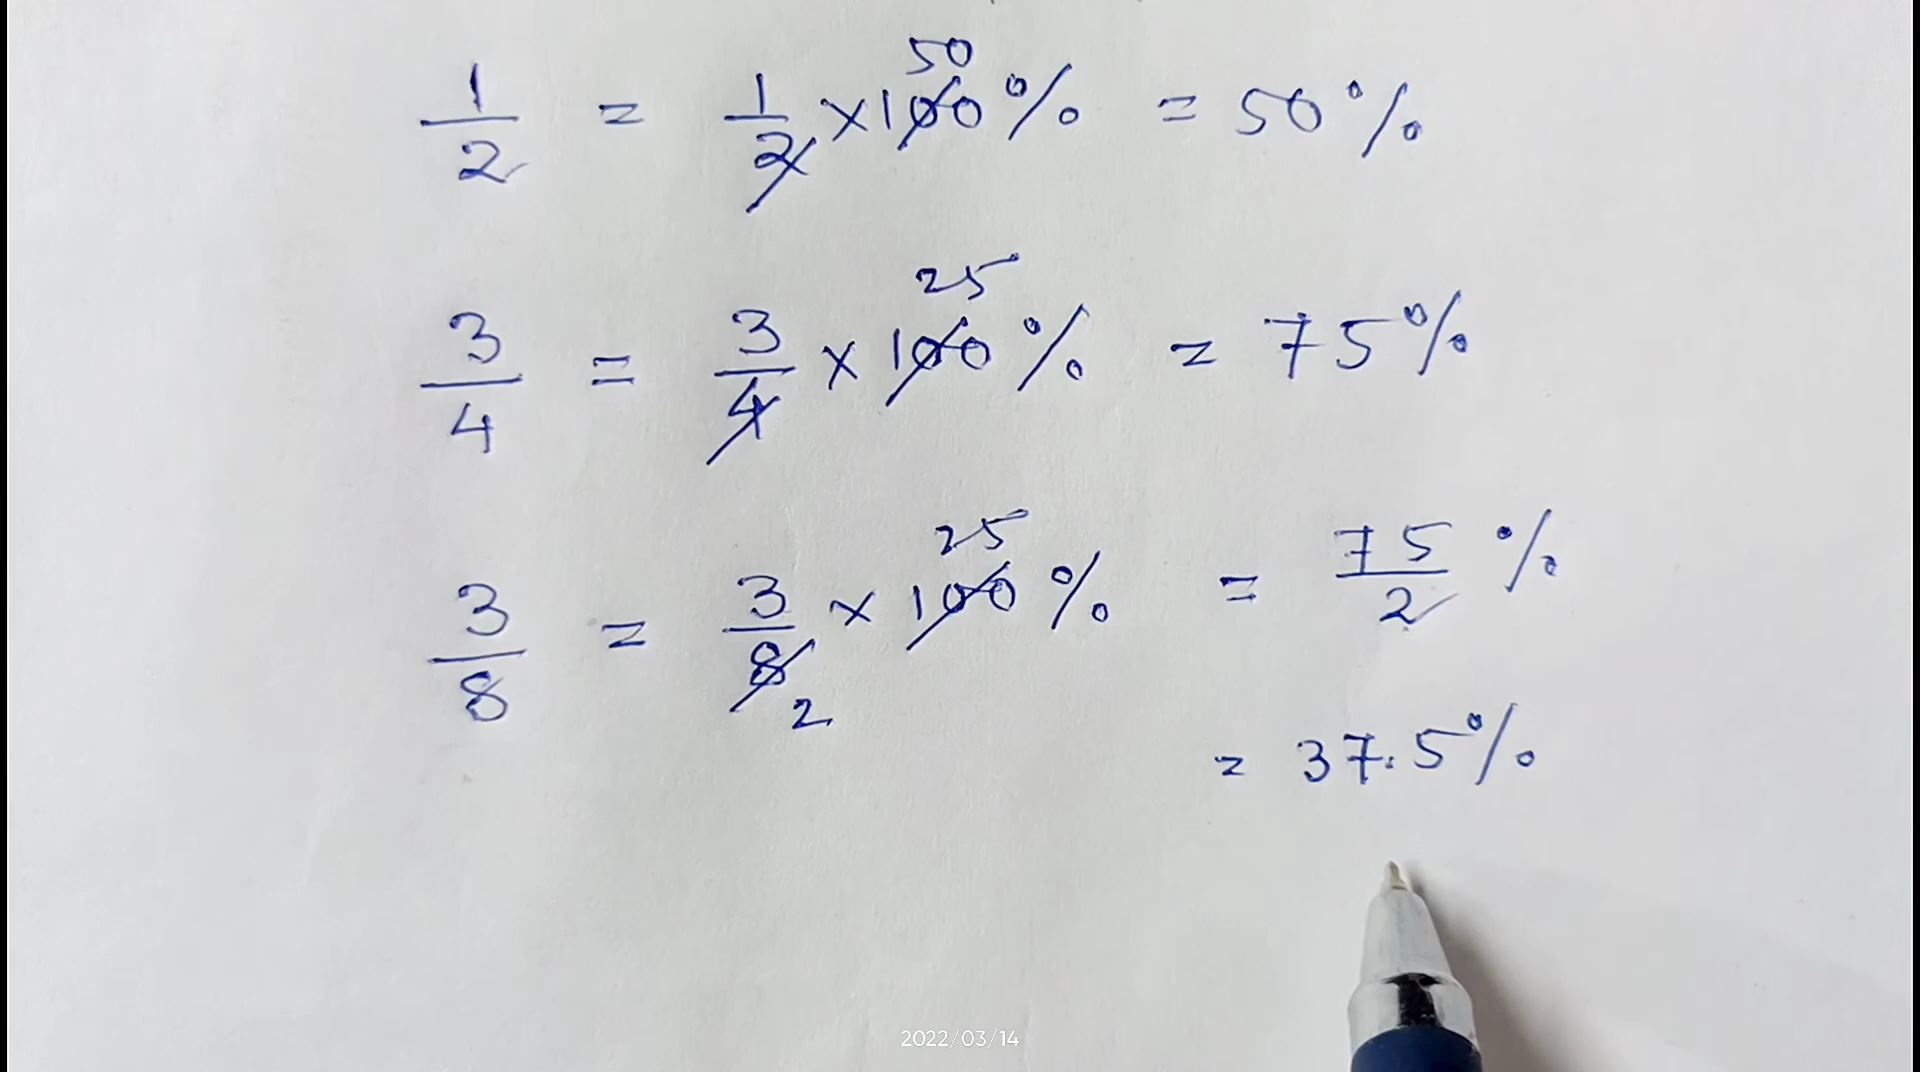 50
1/2 = 1/2 × 100 % = 50 %
25
3/4 = 3/4 × 100 % = 75 %
25
3/8 = 3/8 × 100 % = 75/2 %
2
= 37.5 %
2022/03/14